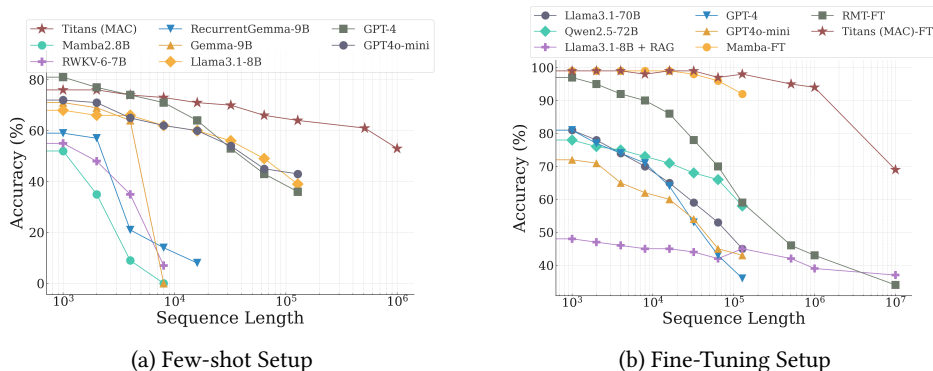 Titans (MAC)
Mamba2.8B
RWKV-6-7B
RecurrentGemma-9B
Gemma-9B
Llama3.1-8B
GPT-4
GPT4o-mini
Accuracy (%)
80
60
40
20
0
10³
10⁴
10⁵
10⁶
Sequence Length
(a) Few-shot Setup
Llama3.1-70B
Qwen2.5-72B
Llama3.1-8B + RAG
GPT-4
GPT4o-mini
Mamba-FT
RMT-FT
Titans (MAC)-FT
Accuracy (%)
100
90
80
70
60
50
40
10³
10⁴
10⁵
10⁶
10⁷
Sequence Length
(b) Fine-Tuning Setup